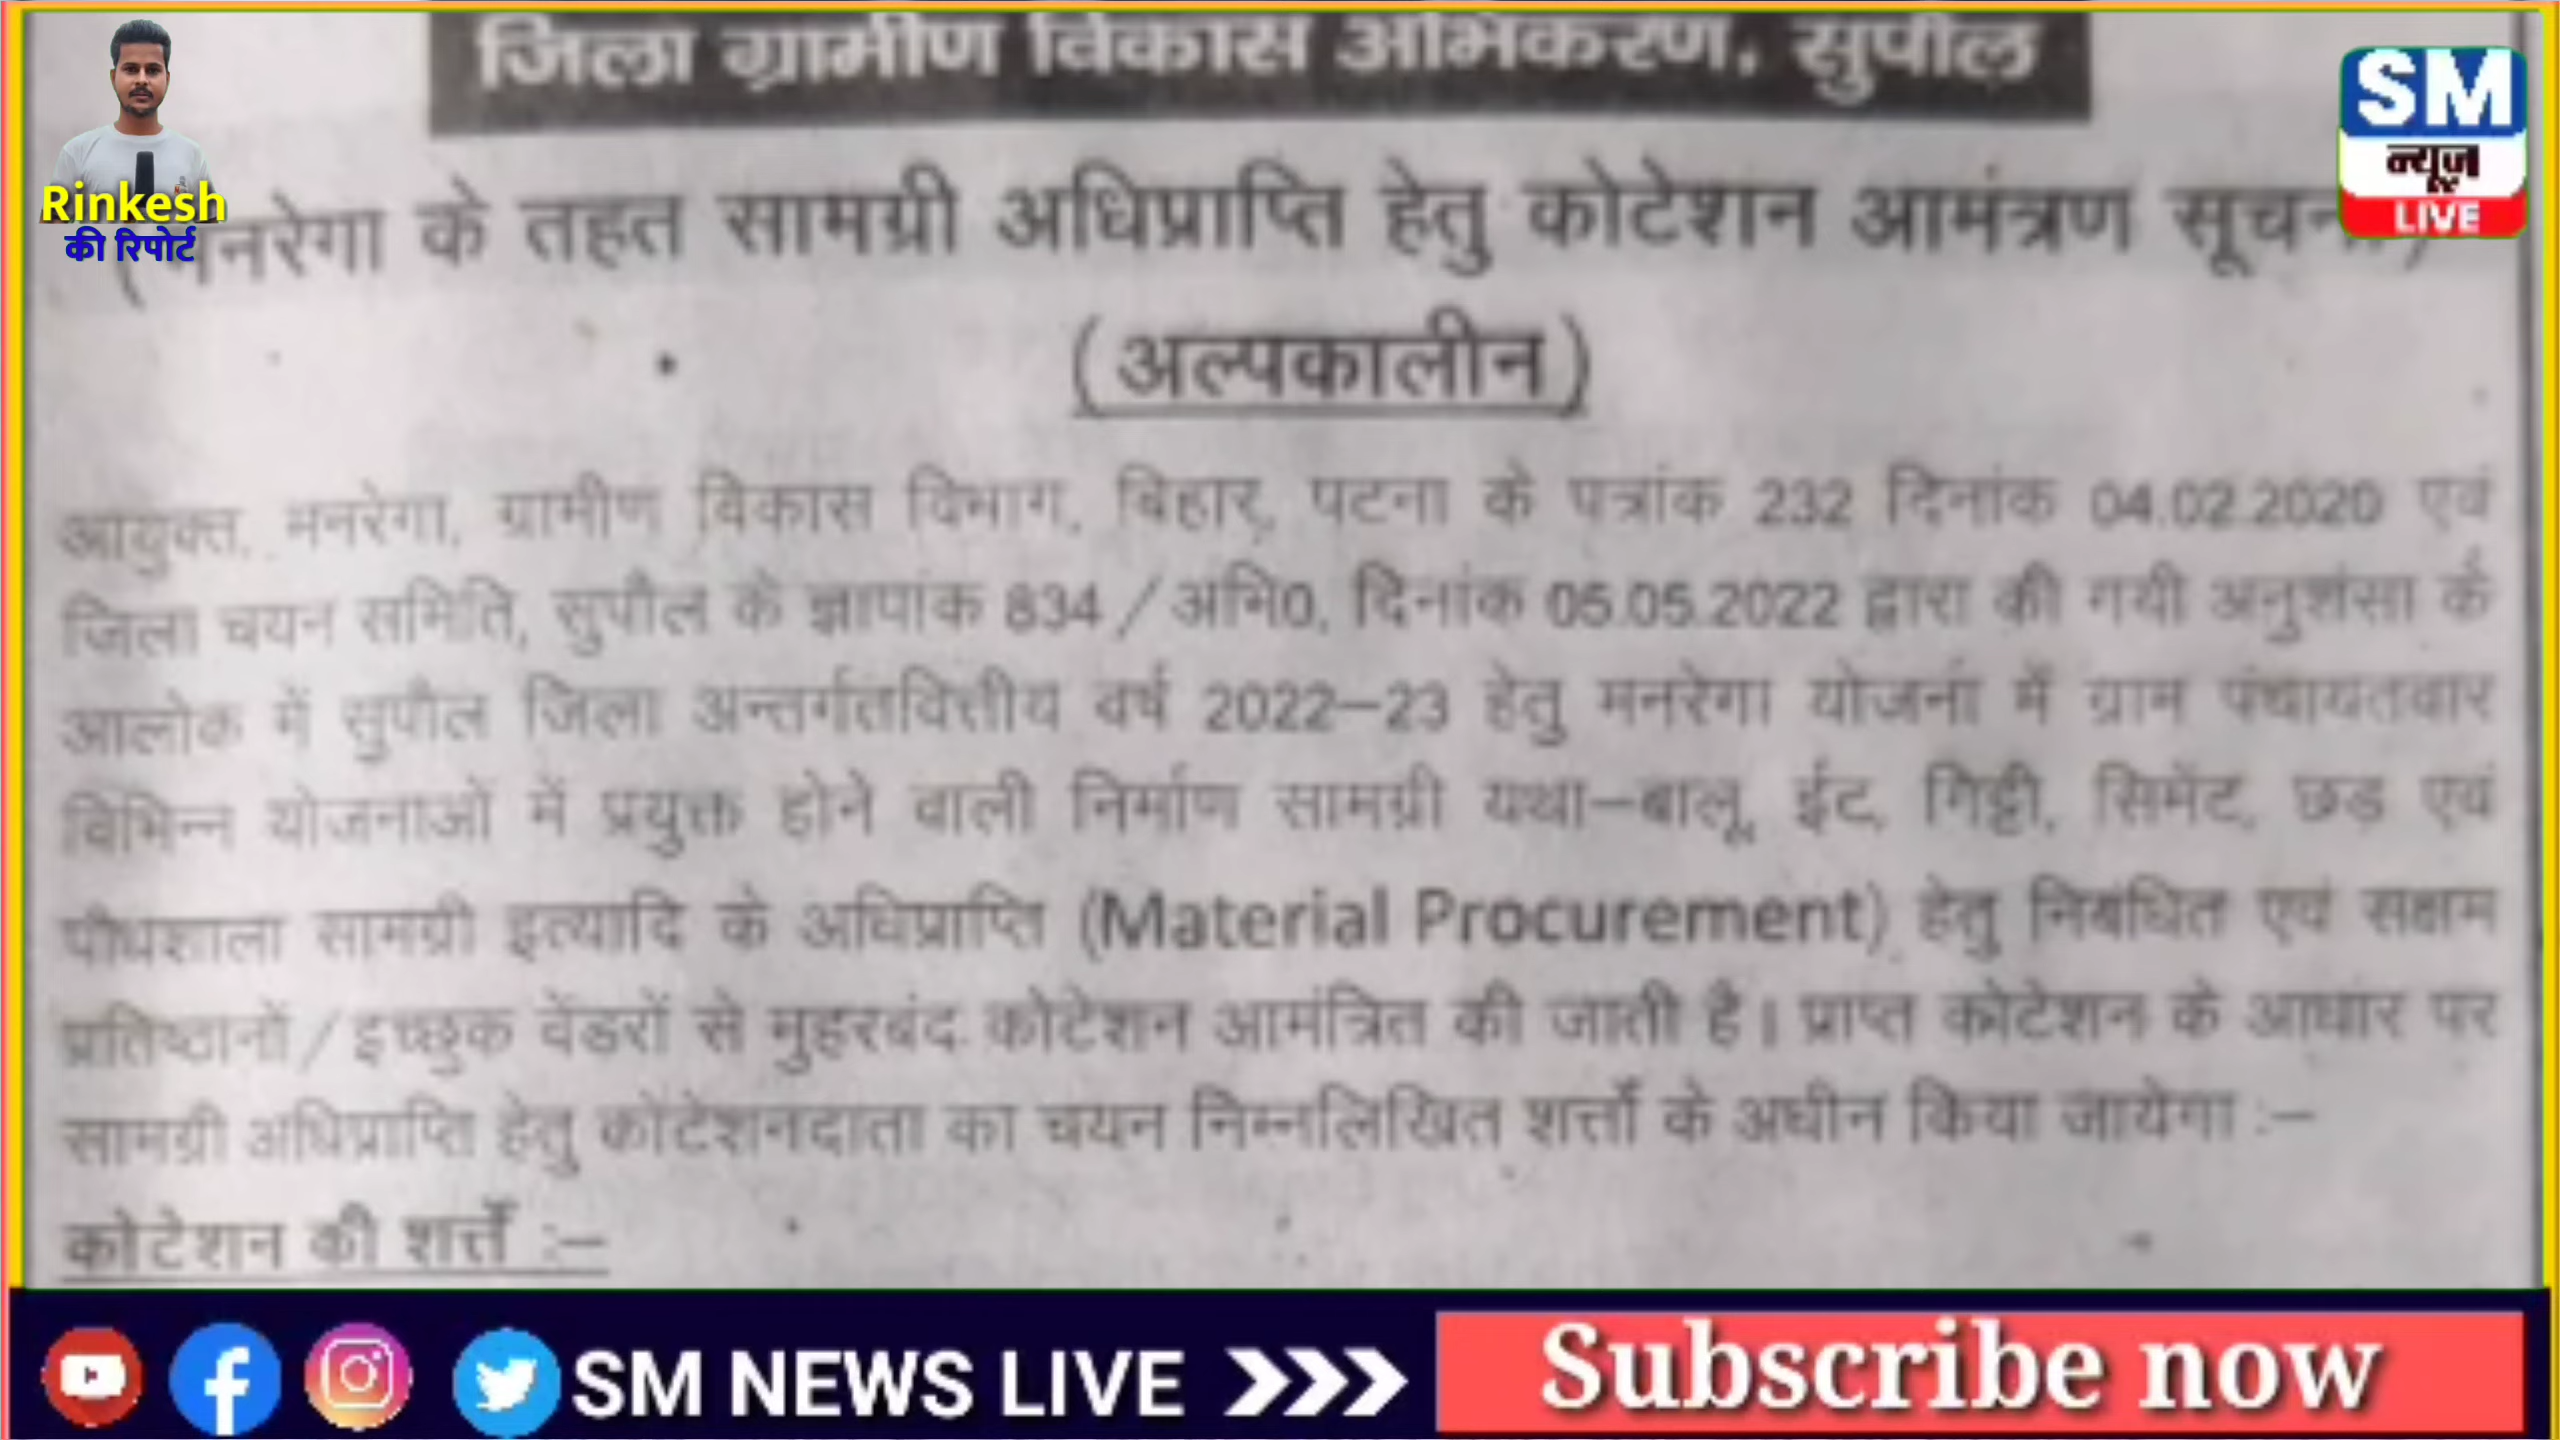 जिला ग्रामीण विकास अभिकरण, सुपौल
SM
न्यूज़
LIVE
Rinkesh
की रिपोर्ट
(मनरेगा के तहत सामग्री अधिप्राप्ति हेतु कोटेशन आमंत्रण सूचना)
(अल्पकालीन)
आयुक्त, मनरेगा, ग्रामीण विकास विभाग, बिहार, पटना के पत्रांक 232 दिनांक 04.02.2020 एवं
जिला चयन समिति, सुपौल के ज्ञापांक 834/अभि0, दिनांक 05.05.2022 द्वारा की गयी अनुशंसा के
आलोक में सुपौल जिला अन्तर्गतवित्तीय वर्ष 2022–23 हेतु मनरेगा योजना में ग्राम पंचायतवार
विभिन्न योजनाओं में प्रयुक्त होने वाली निर्माण सामग्री यथा–बालू, ईट, गिट्टी, सिमेंट, छड़ एवं
पौधशाला सामग्री इत्यादि के अधिप्राप्ति (Material Procurement) हेतु निबंधित एवं सक्षम
प्रतिष्ठानों/इच्छुक वेंडरों से मुहरबंद कोटेशन आमंत्रित की जाती है। प्राप्त कोटेशन के आधार पर
सामग्री अधिप्राप्ति हेतु कोटेशनदाता का चयन निम्नलिखित शर्त्तों के अधीन किया जायेगा :–
कोटेशन की शर्त्तें :–
SM NEWS LIVE
Subscribe now